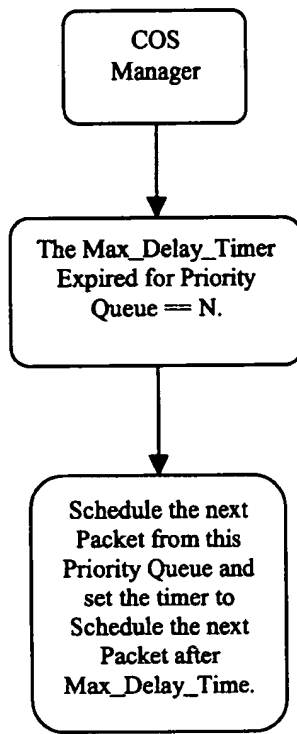 COS
Manager
The Max_Delay_Timer
Expired for Priority
Queue == N.
Schedule the next
Packet from this
Priority Queue and
set the timer to
Schedule the next
Packet after
Max_Delay_Time.